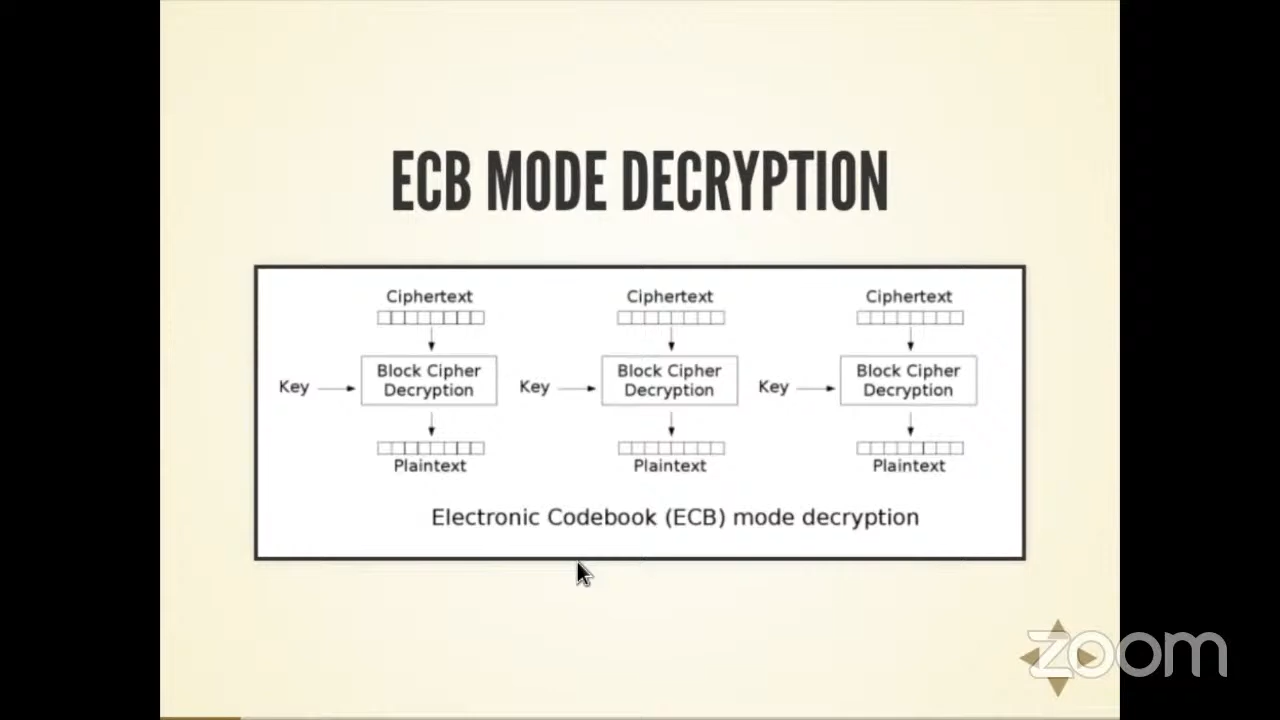 ECB MODE DECRYPTION
Ciphertext Ciphertext Ciphertext
Key Block Cipher Decryption Key Block Cipher Decryption Key Block Cipher Decryption
Plaintext Plaintext Plaintext
Electronic Codebook (ECB) mode decryption
zoom